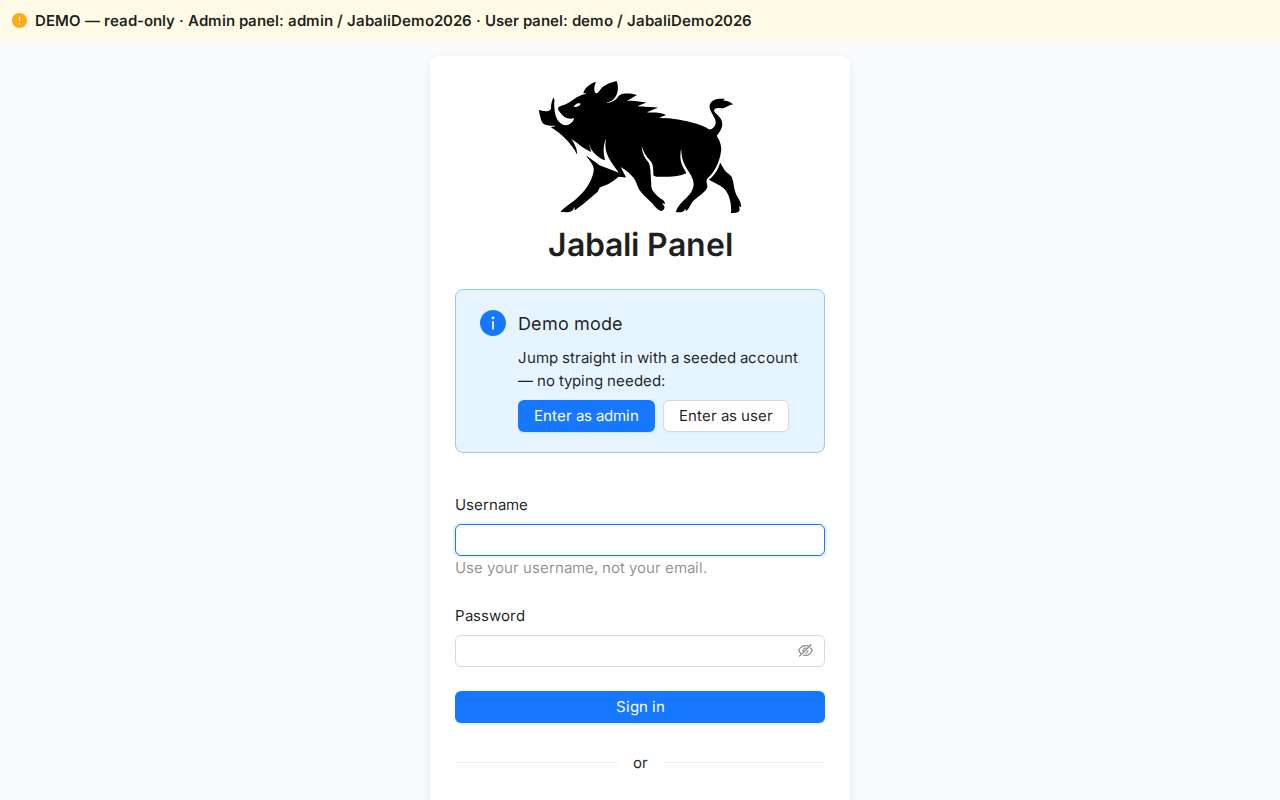 DEMO — read-only · Admin panel: admin / JabaliDemo2026 · User panel: demo / JabaliDemo2026
Jabali Panel
Demo mode
Jump straight in with a seeded account
— no typing needed:
Enter as admin
Enter as user
Username
Use your username, not your email.
Password
Sign in
or